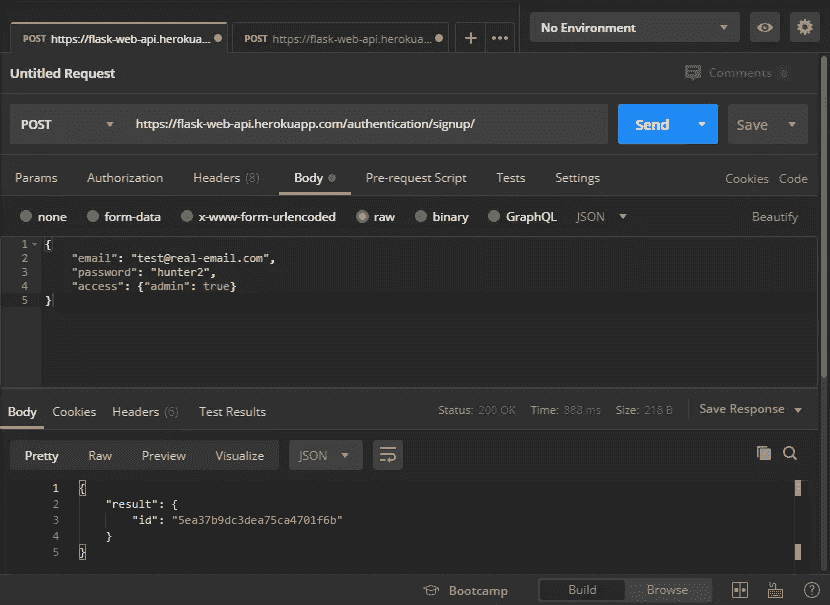 POST https://flask-web-api.herokua...
POST https://flask-web-api.herokua...
No Environment
Untitled Request
Comments 0
POST
https://flask-web-api.herokuapp.com/authentication/signup/
Send
Save
Params Authorization Headers (8) Body Pre-request Script Tests Settings Cookies Code
none form-data x-www-form-urlencoded raw binary GraphQL JSON Beautify
1 {
2 "email": "test@real-email.com",
3 "password": "hunter2",
4 "access": {"admin": true}
5 }
Body Cookies Headers (6) Test Results Status: 200 OK Time: 888 ms Size: 218 B Save Response
Pretty Raw Preview Visualize JSON
1 {
2 "result": {
3 "id": "5ea37b9dc3dea75ca4701f6b"
4 }
5 }
Bootcamp Build Browse